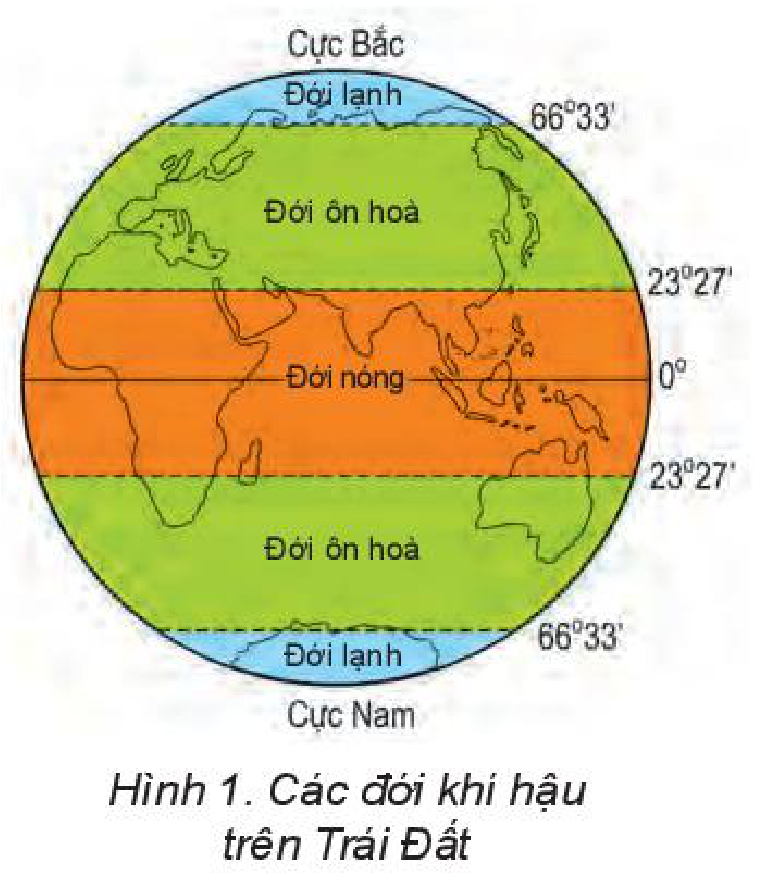 Cực Bắc
Đới lạnh
66°33'
Đới ôn hoà
23°27'
Đới nóng
0°
23°27'
Đới ôn hoà
66°33'
Đới lạnh
Cực Nam
Hình 1. Các đới khí hậu
trên Trái Đất